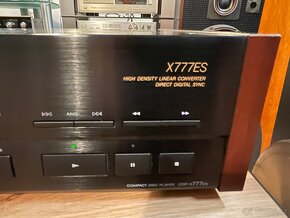 X777ES
HIGH DENSITY LINEAR CONVERTER
DIRECT DIGITAL SYNC
AMS
COMPACT DISC PLAYER CDP-X777ES